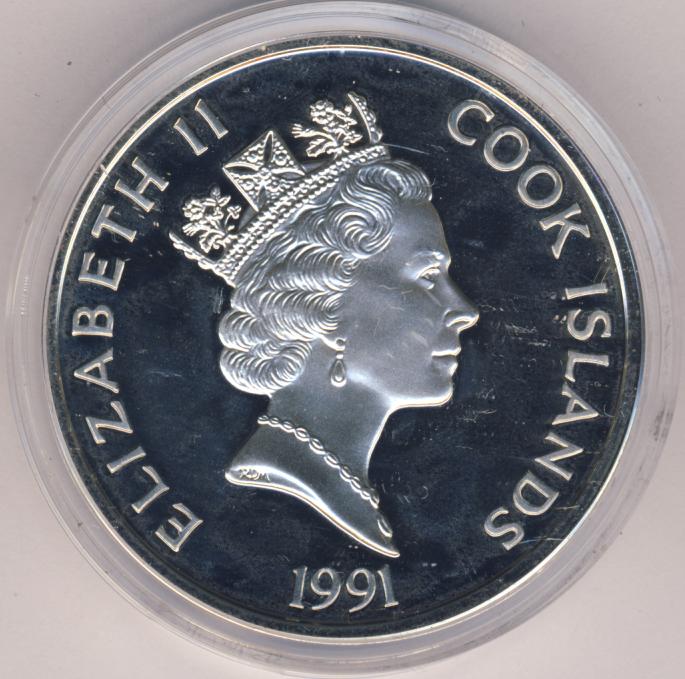 ELIZABETH II
COOK ISLANDS
RDM
1991